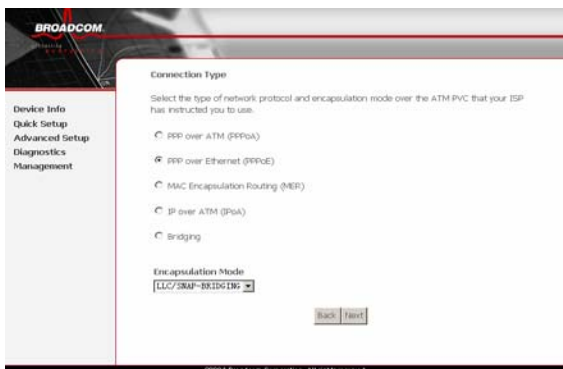 BROADCOM
Device Info
Quick Setup
Advanced Setup
Diagnostics
Management
Connection Type
Select the type of network protocol and encapsulation mode over the ATM PVC that your ISP
has instructed you to use.
PPP over ATM (PPPoA)
PPP over Ethernet (PPPoE)
MAC Encapsulation Routing (MER)
IP over ATM (IPoA)
Bridging
Encapsulation Mode
LLC/SNAP-BRIDGING
Back Next